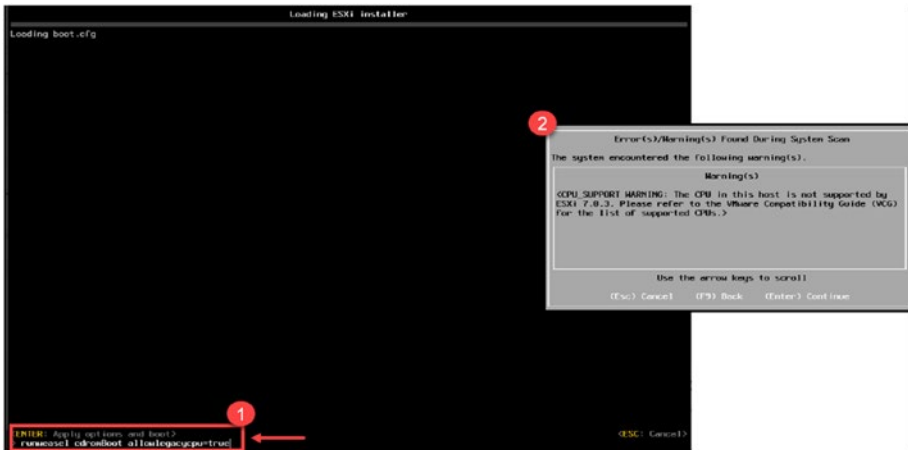 Loading ESXi installer
Loading boot.cfg
2
Error(s)/Warning(s) Found During System Scan
The system encountered the following warning(s).
Warning(s)
<CPU_SUPPORT WARNING: The CPU in this host is not supported by
ESXi 7.0.3. Please refer to the VMware Compatibility Guide (VCG)
for the list of supported CPUs.>
Use the arrow keys to scroll
(Esc) Cancel (F9) Back (Enter) Continue
1
<ENTER: Apply options and boot> <ESC: Cancel>
> runweasel cdromBoot allowlegacycpu=true